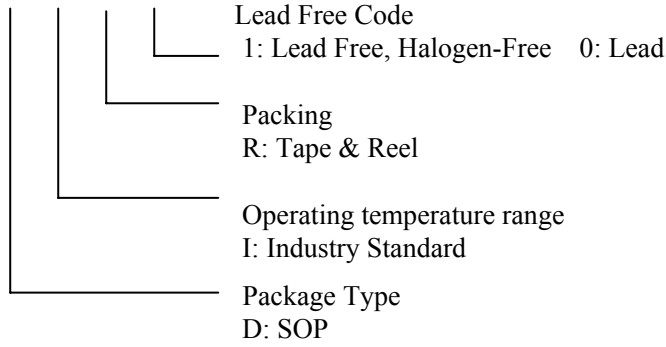 Lead Free Code
1: Lead Free, Halogen-Free 0: Lead
Packing
R: Tape & Reel
Operating temperature range
I: Industry Standard
Package Type
D: SOP